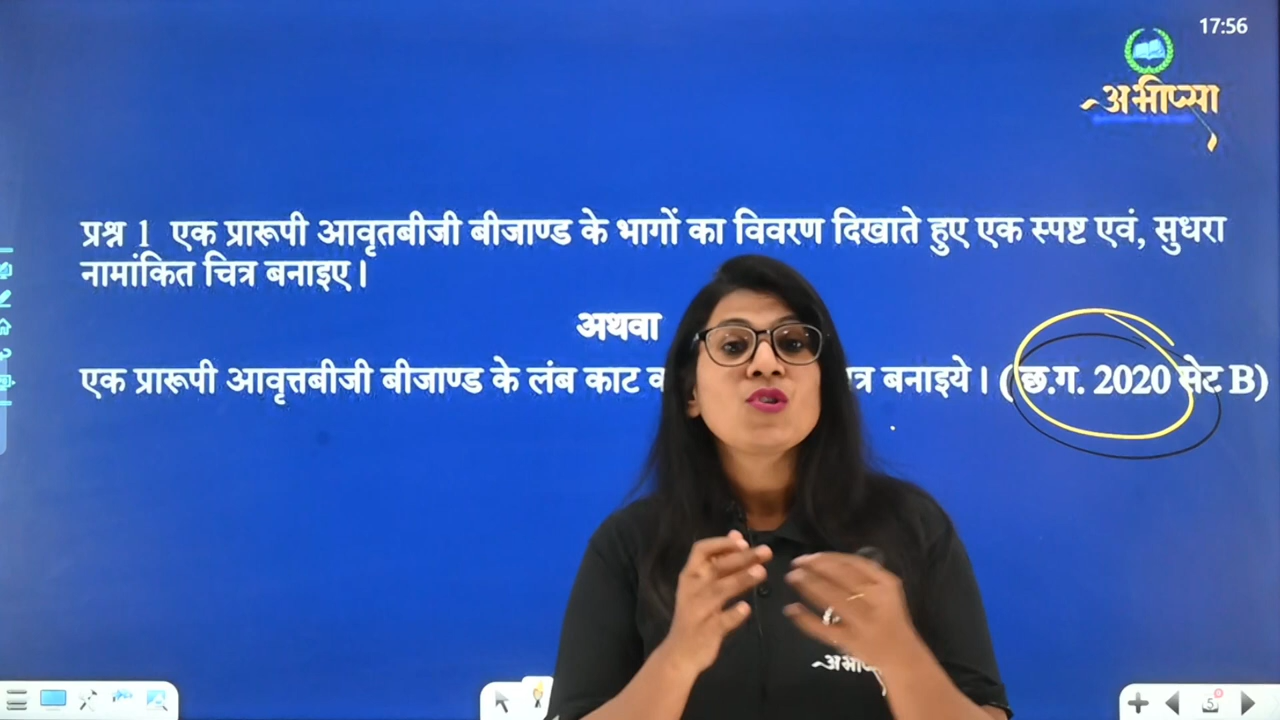 17:56
अभीप्सा
प्रश्न 1 एक प्रारूपी आवृतबीजी बीजाण्ड के भागों का विवरण दिखाते हुए एक स्पष्ट एवं, सुधरा
नामांकित चित्र बनाइए।
अथवा
एक प्रारूपी आवृत्तबीजी बीजाण्ड के लंब काट बनाइये। (छ.ग. 2020 सेट B)
5